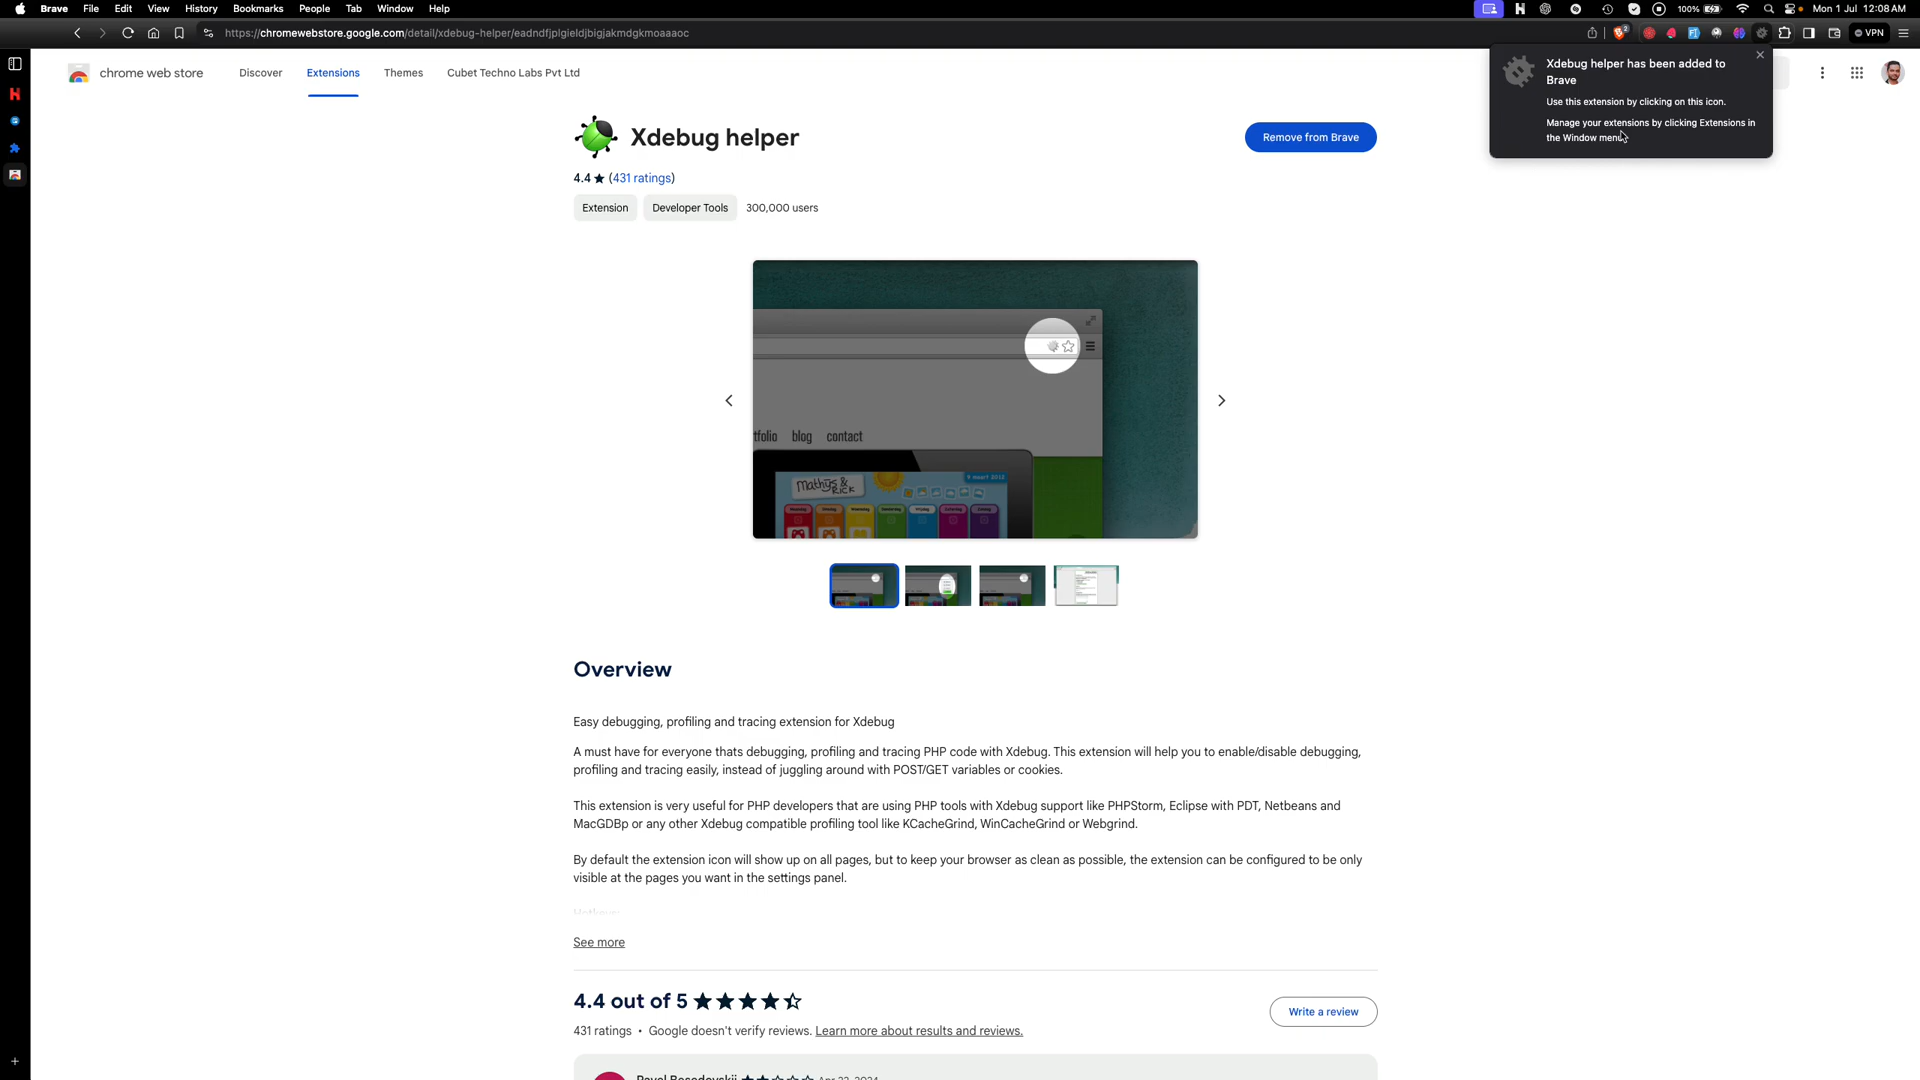 Brave File Edit View History Bookmarks People Tab Window Help
100% Mon 1 Jul 12:08 AM
https://chromewebstore.google.com/detail/xdebug-helper/eadndfjplgieldjbigjakmdgkmoaaaoc
2
VPN
chrome web store Discover Extensions Themes Cubet Techno Labs Pvt Ltd
Xdebug helper has been added to
Brave
Use this extension by clicking on this icon.
Manage your extensions by clicking Extensions in
the Window menu
Xdebug helper
Remove from Brave
4.4 ★ (431 ratings)
Extension Developer Tools 300,000 users
tfolio blog contact
Mathys &
Rick
Overview
Easy debugging, profiling and tracing extension for Xdebug
A must have for everyone thats debugging, profiling and tracing PHP code with Xdebug. This extension will help you to enable/disable debugging,
profiling and tracing easily, instead of juggling around with POST/GET variables or cookies.
This extension is very useful for PHP developers that are using PHP tools with Xdebug support like PHPStorm, Eclipse with PDT, Netbeans and
MacGDBp or any other Xdebug compatible profiling tool like KCacheGrind, WinCacheGrind or Webgrind.
By default the extension icon will show up on all pages, but to keep your browser as clean as possible, the extension can be configured to be only
visible at the pages you want in the settings panel.
See more
4.4 out of 5
Write a review
431 ratings • Google doesn't verify reviews. Learn more about results and reviews.